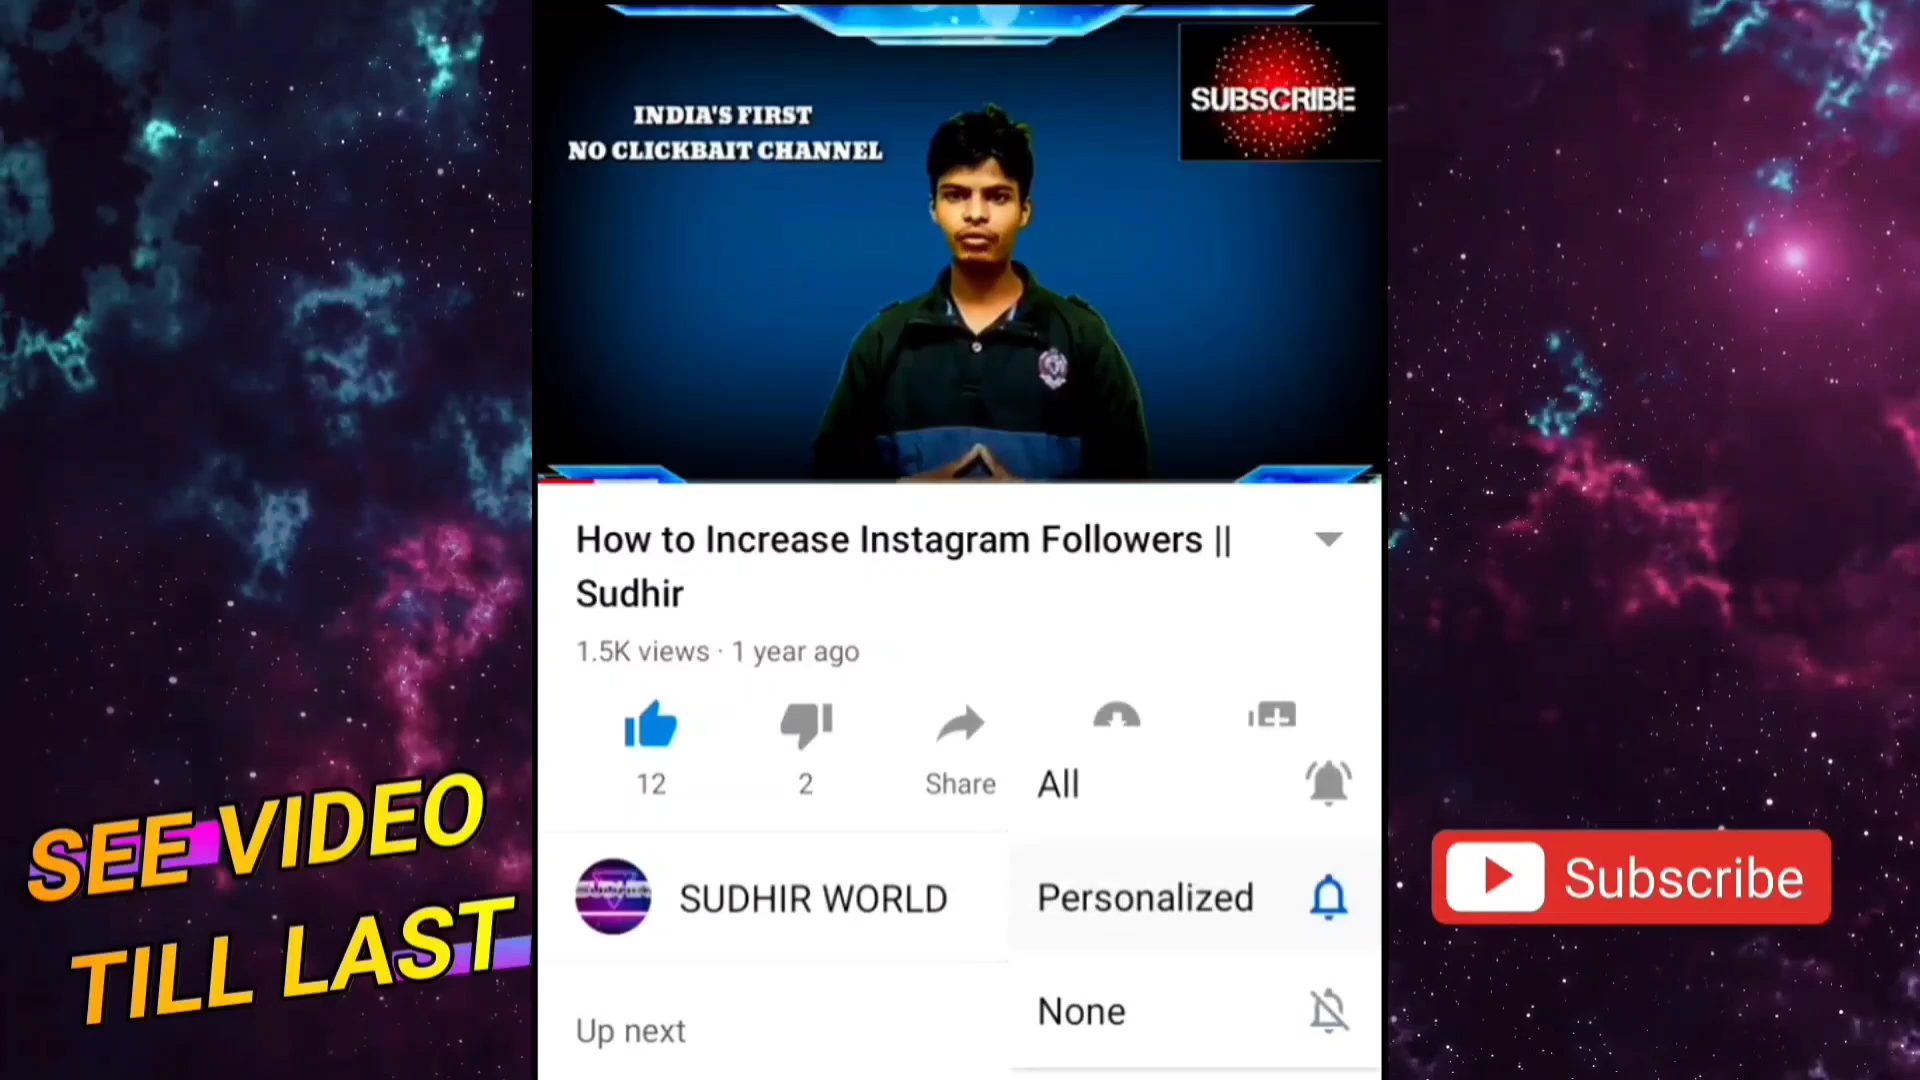 INDIA'S FIRST
NO CLICKBAIT CHANNEL
SUBSCRIBE
How to Increase Instagram Followers ||
Sudhir
1.5K views · 1 year ago
12
2
Share
All
SUDHIR WORLD
Personalized
None
Up next
SEE VIDEO
TILL LAST
Subscribe